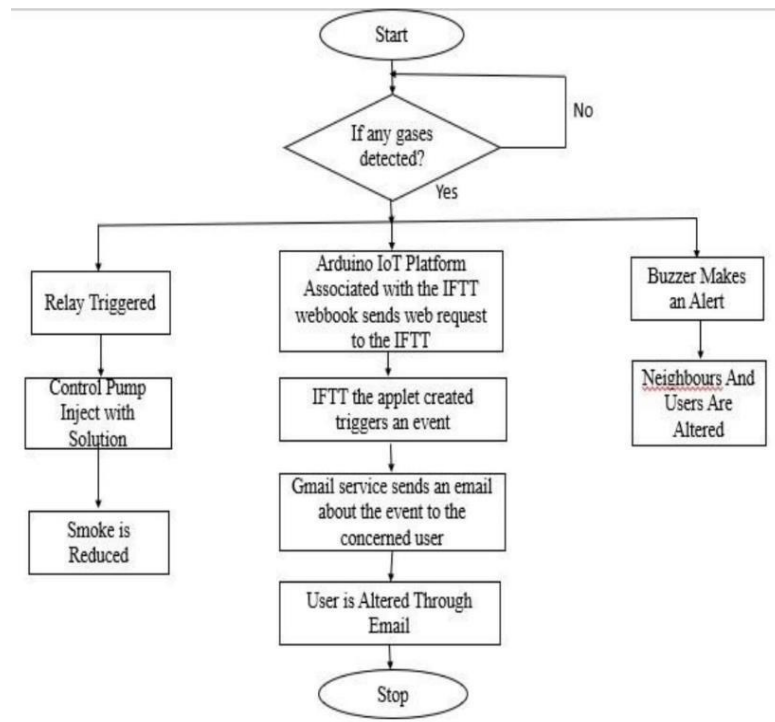 Start
If any gases
detected?
No
Yes
Relay Triggered
Control Pump
Inject with
Solution
Smoke is
Reduced
Arduino IoT Platform
Associated with the IFTT
webbook sends web request
to the IFTT
IFTT the applet created
triggers an event
Gmail service sends an email
about the event to the
concerned user
User is Altered Through
Email
Stop
Buzzer Makes
an Alert
Neighbours And
Users Are
Altered